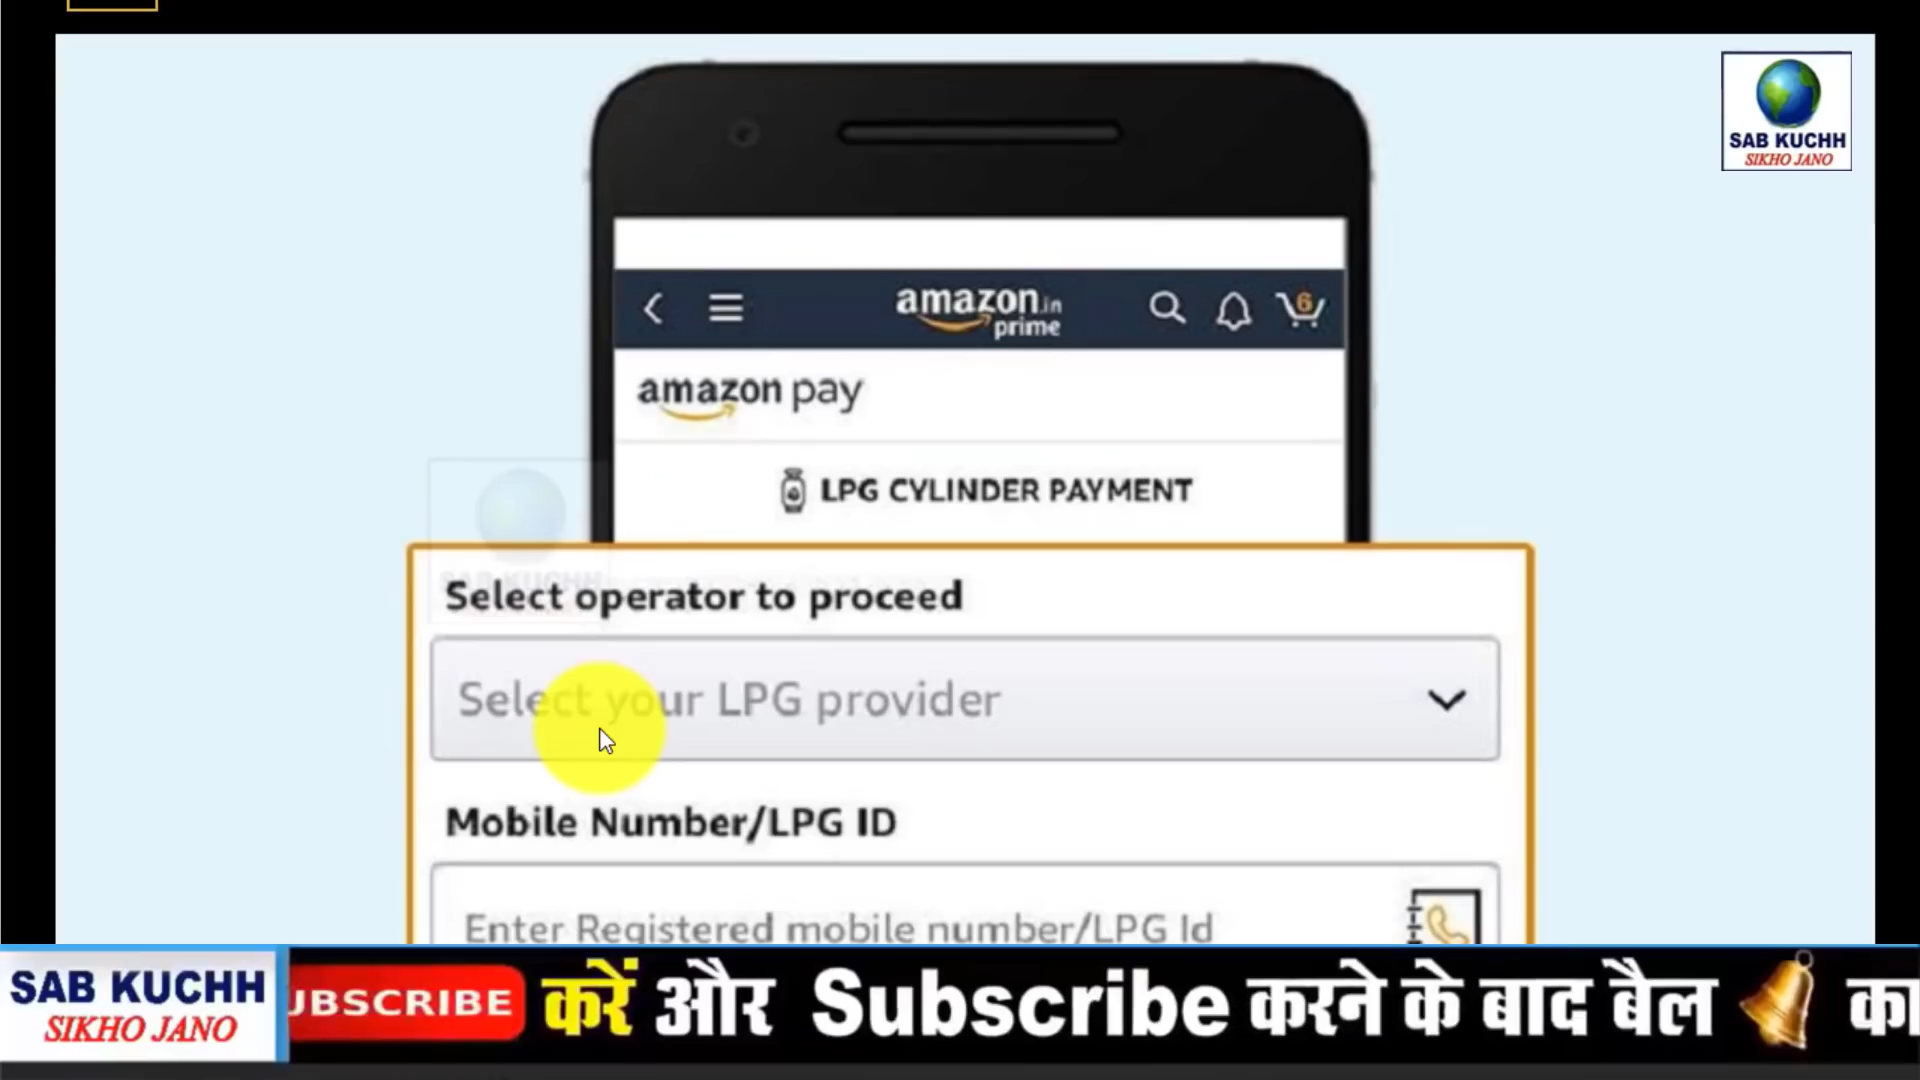 SAB KUCHH
SIKHO JANO
amazon.in
prime
6
amazon pay
LPG CYLINDER PAYMENT
SAB KUCHH
Select operator to proceed
Select your LPG provider
Mobile Number/LPG ID
Enter Registered mobile number/LPG Id
SAB KUCHH
SIKHO JANO
UBSCRIBE करें और Subscribe करने के बाद बैल का